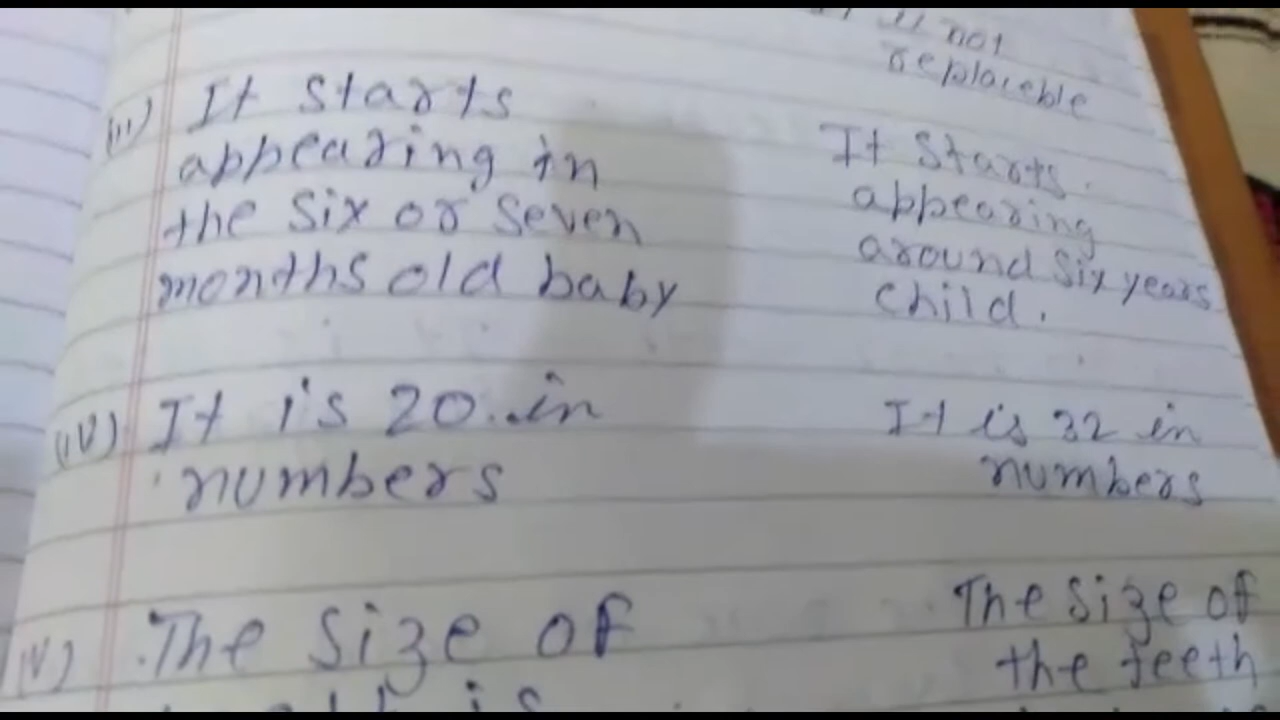 not
replaceble
(iii) It starts
appearing in
the six or seven
months old baby
It starts
appearing
around six years
child.
(iv) It is 20 in
numbers
It is 32 in
numbers
(v) The size of
The size of
the teeth